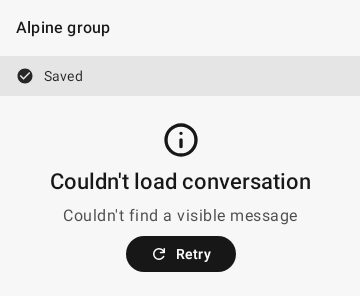 Alpine group
Saved
Couldn't load conversation
Couldn't find a visible message
Retry